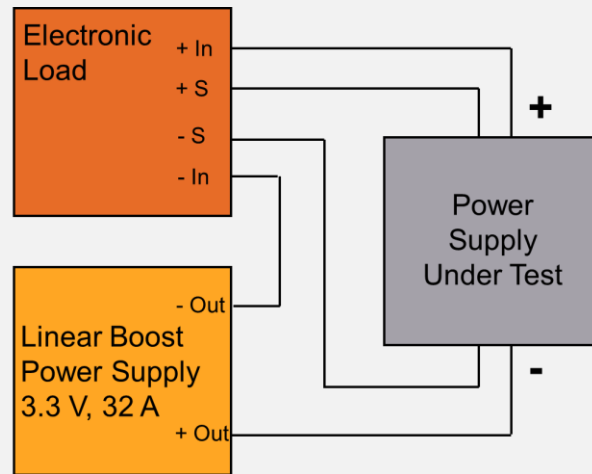 Electronic
Load
+ In
+ S
- S
- In
+
Power
Supply
Under Test
-
- Out
Linear Boost
Power Supply
3.3 V, 32 A
+ Out